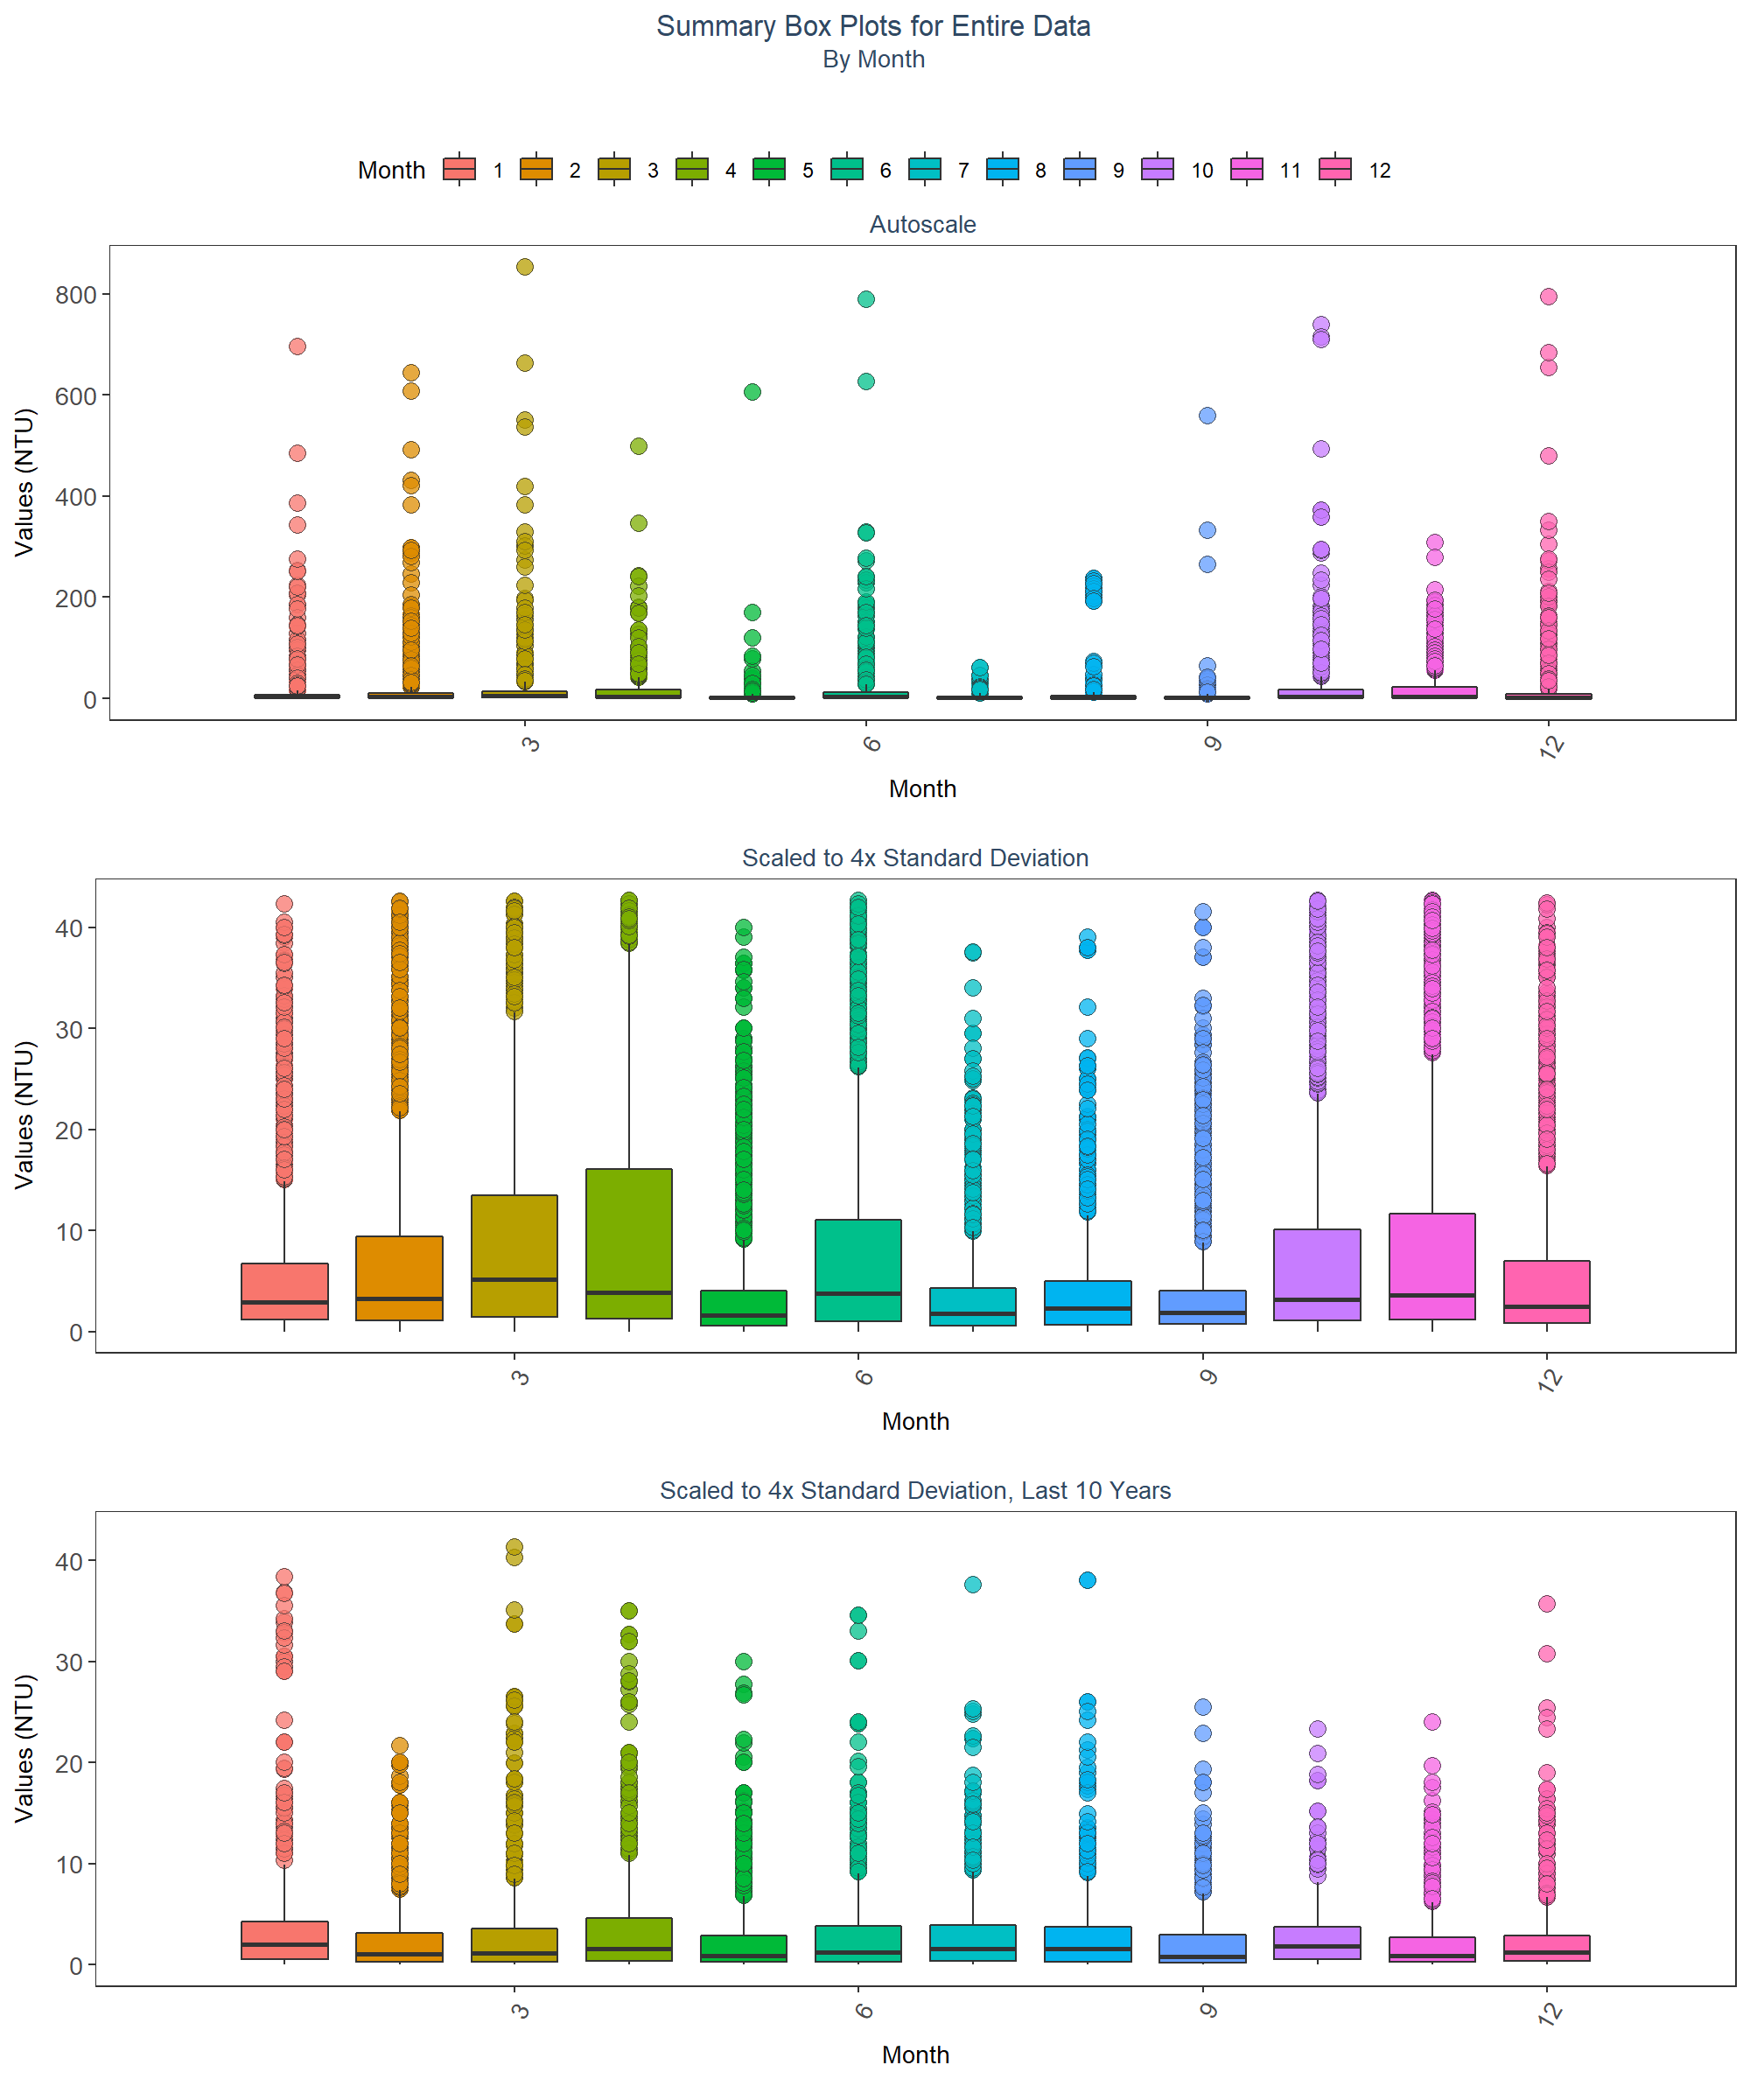 Summary Box Plots for Entire Data
By Month
Month 1 2 3 4 5 6 7 8 9 10 11 12
Autoscale
Values (NTU)
800
600
400
200
0
3 6 9 12
Month
Scaled to 4x Standard Deviation
Values (NTU)
40
30
20
10
0
3 6 9 12
Month
Scaled to 4x Standard Deviation, Last 10 Years
Values (NTU)
40
30
20
10
0
3 6 9 12
Month